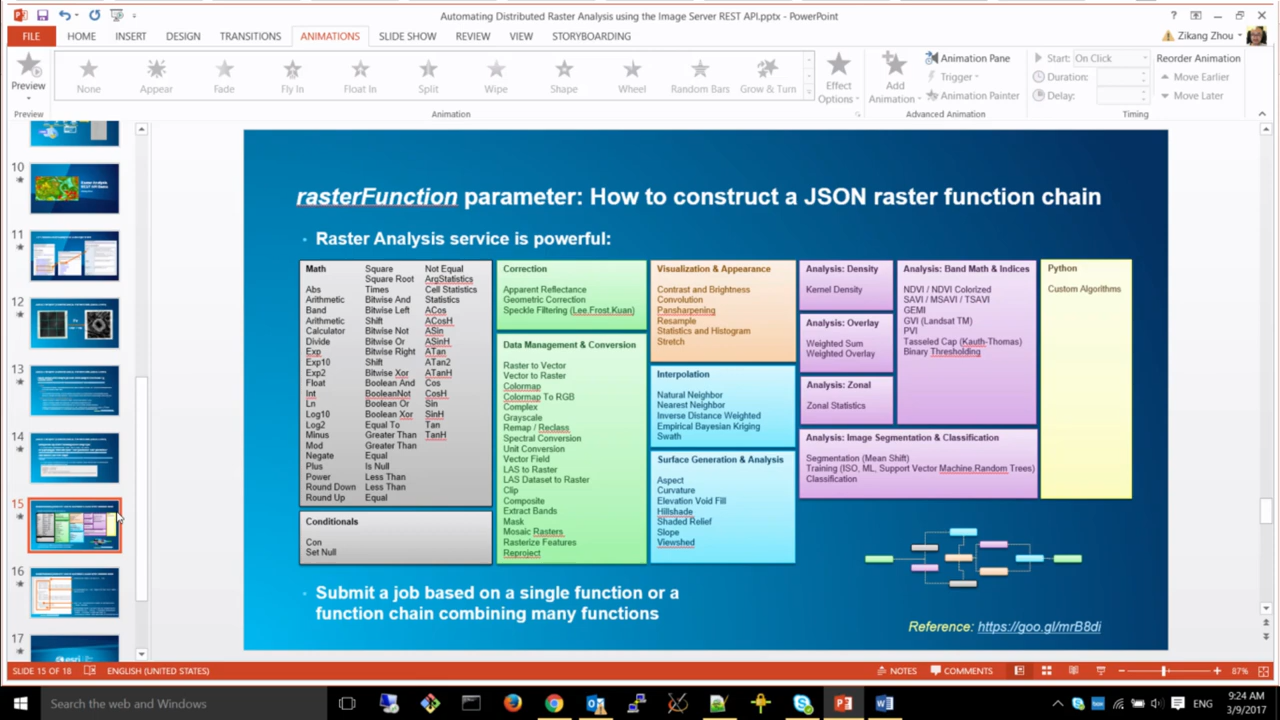 Automating Distributed Raster Analysis using the Image Server REST API.pptx - PowerPoint
FILE
HOME
INSERT
DESIGN
TRANSITIONS
ANIMATIONS
SLIDE SHOW
REVIEW
VIEW
STORYBOARDING
Zikang Zhou
Preview
None
Appear
Fade
Fly In
Float In
Split
Wipe
Shape
Wheel
Random Bars
Grow & Turn
Effect
Options
Add
Animation
Animation Pane
Trigger
Animation Painter
Start: On Click
Duration:
Delay:
Reorder Animation
Move Earlier
Move Later
Preview
Animation
Advanced Animation
Timing
10
11
12
13
14
15
16
17
rasterFunction parameter: How to construct a JSON raster function chain
• Raster Analysis service is powerful:
Math
Abs
Arithmetic
Band
Arithmetic
Calculator
Divide
Exp
Exp10
Exp2
Float
Int
Ln
Log10
Log2
Minus
Mod
Negate
Plus
Power
Round Down
Round Up
Square
Square Root
Times
Bitwise And
Bitwise Left
Shift
Bitwise Not
Bitwise Or
Bitwise Right
Shift
Bitwise Xor
Boolean And
BooleanNot
Boolean Or
Boolean Xor
Equal To
Greater Than
Greater Than
Equal
Is Null
Less Than
Less Than
Equal
Not Equal
ArgStatistics
Cell Statistics
Statistics
ACos
ACosH
ASin
ASinH
ATan
ATan2
ATanH
Cos
CosH
Sin
SinH
Tan
TanH
Conditionals
Con
Set Null
Correction
Apparent Reflectance
Geometric Correction
Speckle Filtering (Lee,Frost,Kuan)
Data Management & Conversion
Raster to Vector
Vector to Raster
Colormap
Colormap To RGB
Complex
Grayscale
Remap / Reclass
Spectral Conversion
Unit Conversion
Vector Field
LAS to Raster
LAS Dataset to Raster
Clip
Composite
Extract Bands
Mask
Mosaic Rasters
Rasterize Features
Reproject
Visualization & Appearance
Contrast and Brightness
Convolution
Pansharpening
Resample
Statistics and Histogram
Stretch
Interpolation
Natural Neighbor
Nearest Neighbor
Inverse Distance Weighted
Empirical Bayesian Kriging
Swath
Surface Generation & Analysis
Aspect
Curvature
Elevation Void Fill
Hillshade
Shaded Relief
Slope
Viewshed
Analysis: Density
Kernel Density
Analysis: Overlay
Weighted Sum
Weighted Overlay
Analysis: Zonal
Zonal Statistics
Analysis: Band Math & Indices
NDVI / NDVI Colorized
SAVI / MSAVI / TSAVI
GEMI
GVI (Landsat TM)
PVI
Tasseled Cap (Kauth-Thomas)
Binary Thresholding
Analysis: Image Segmentation & Classification
Segmentation (Mean Shift)
Training (ISO, ML, Support Vector Machine,Random Trees)
Classification
Python
Custom Algorithms
• Submit a job based on a single function or a
function chain combining many functions
Reference: https://goo.gl/mrB8di
SLIDE 15 OF 18
ENGLISH (UNITED STATES)
NOTES
COMMENTS
87%
Search the web and Windows
ENG
9:24 AM
3/9/2017